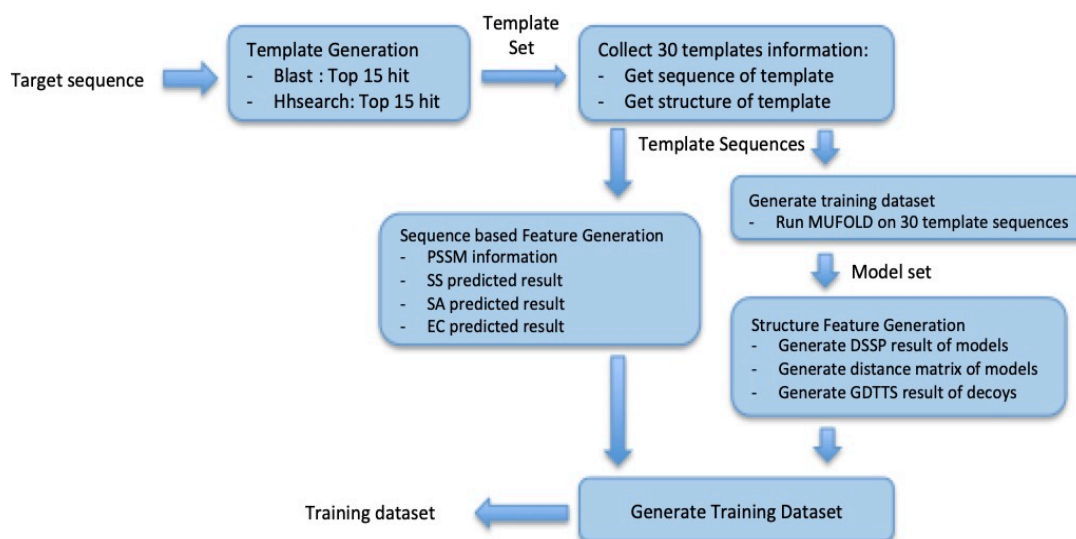 Target sequence
Template Generation
- Blast : Top 15 hit
- Hhsearch: Top 15 hit
Template
Set
Collect 30 templates information:
- Get sequence of template
- Get structure of template
Template Sequences
Generate training dataset
- Run MUFOLD on 30 template sequences
Sequence based Feature Generation
- PSSM information
- SS predicted result
- SA predicted result
- EC predicted result
Model set
Structure Feature Generation
- Generate DSSP result of models
- Generate distance matrix of models
- Generate GDTTS result of decoys
Generate Training Dataset
Training dataset